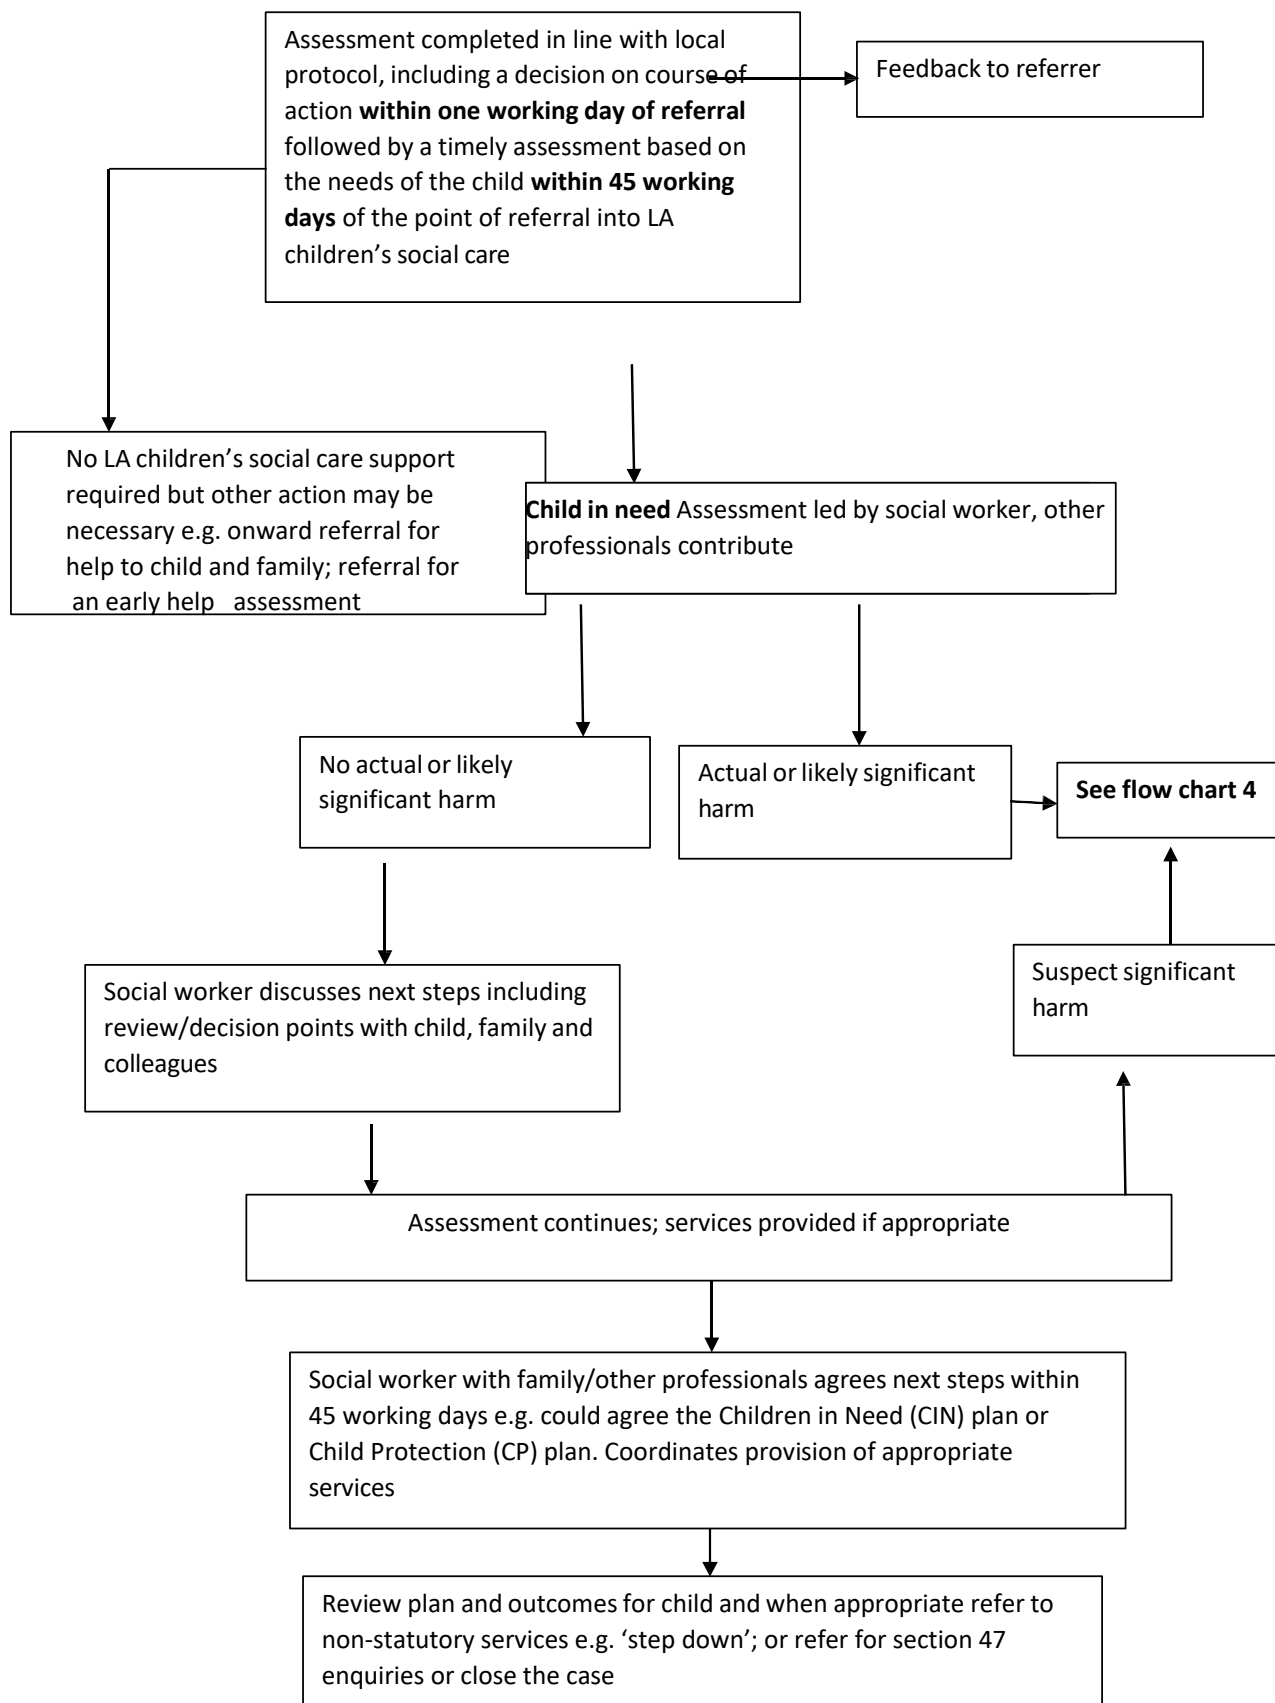 Assessment completed in line with local
protocol, including a decision on course of
action within one working day of referral
followed by a timely assessment based on
the needs of the child within 45 working
days of the point of referral into LA
children’s social care
Feedback to referrer
No LA children’s social care support
required but other action may be
necessary e.g. onward referral for
help to child and family; referral for
an early help assessment
Child in need Assessment led by social worker, other
professionals contribute
No actual or likely
significant harm
Actual or likely significant
harm
See flow chart 4
Suspect significant
harm
Social worker discusses next steps including
review/decision points with child, family and
colleagues
Assessment continues; services provided if appropriate
Social worker with family/other professionals agrees next steps within
45 working days e.g. could agree the Children in Need (CIN) plan or
Child Protection (CP) plan. Coordinates provision of appropriate
services
Review plan and outcomes for child and when appropriate refer to
non-statutory services e.g. ‘step down’; or refer for section 47
enquiries or close the case